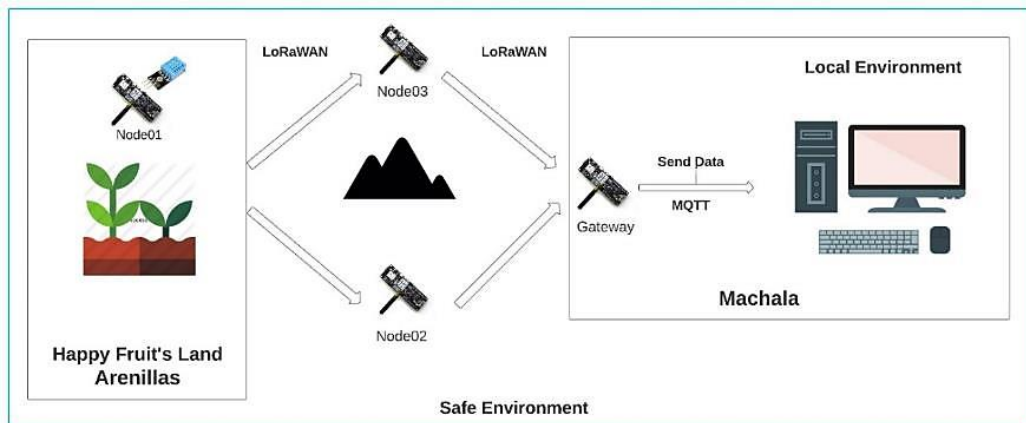 LoRaWAN
LoRaWAN
Node03
Node01
Local Environment
Send Data
MQTT
Gateway
Machala
Node02
Happy Fruit's Land
Arenillas
Safe Environment